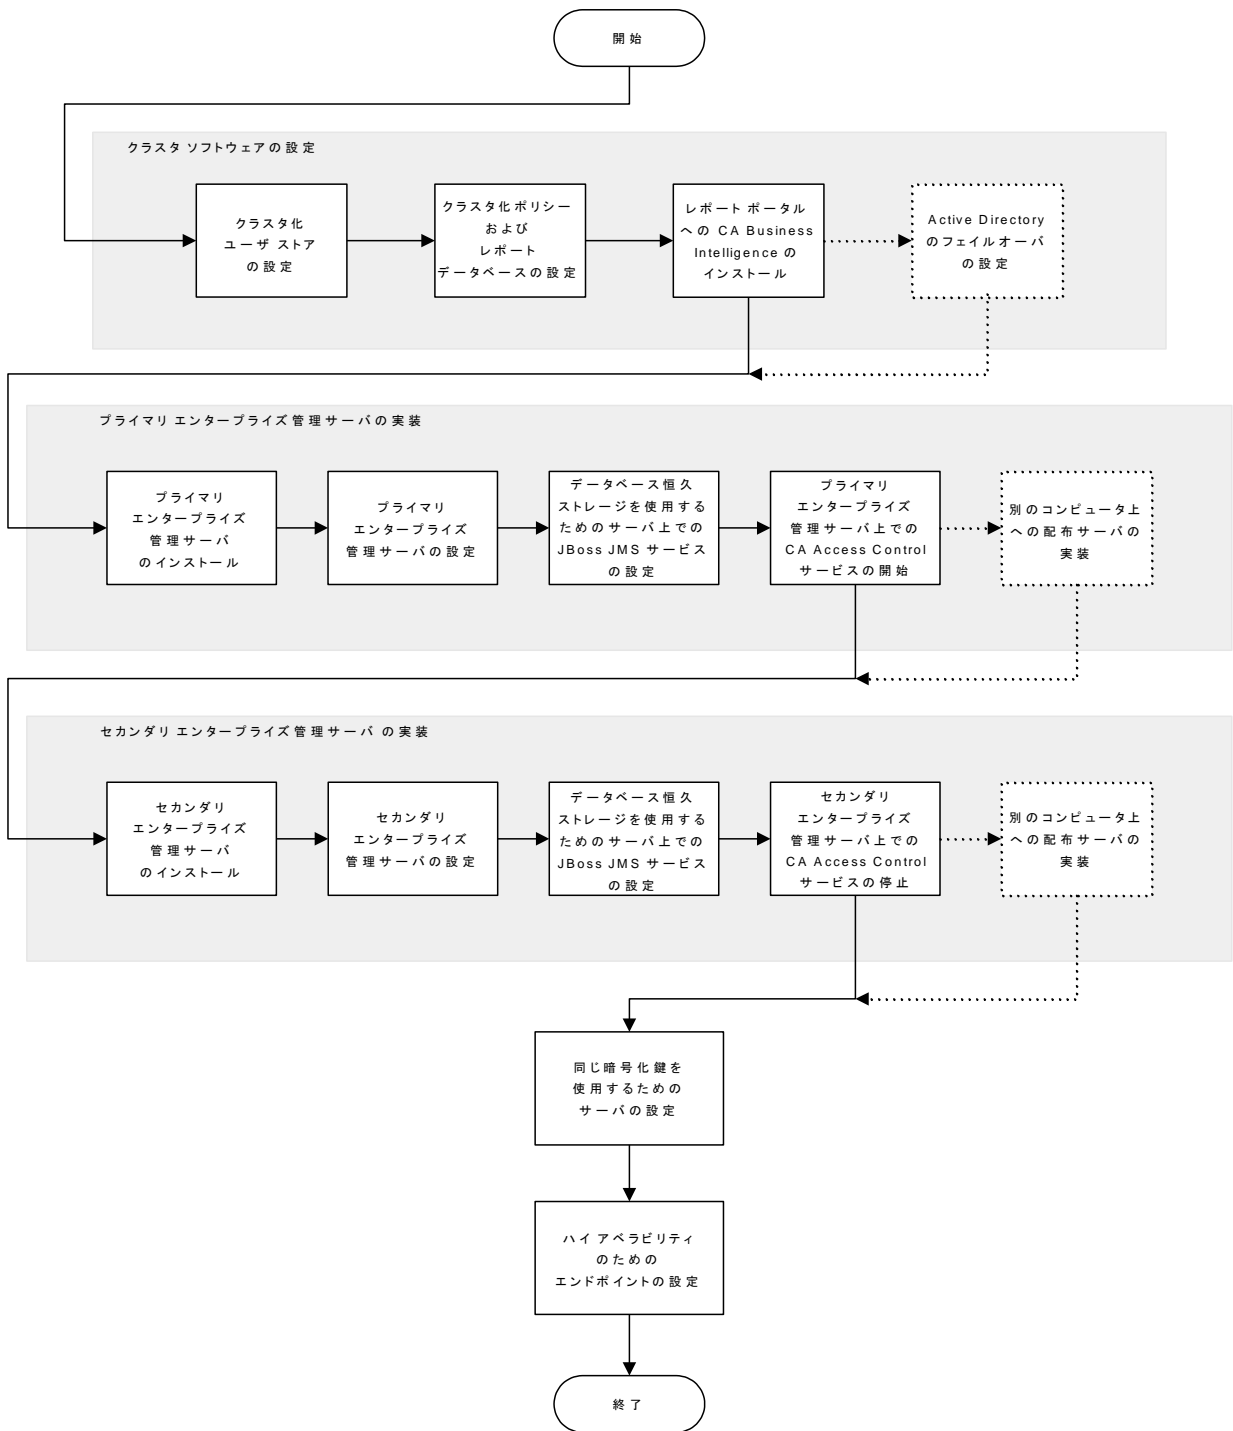 開始
クラスタ ソフトウェアの設定
クラスタ化
ユーザ ストア
の設定
クラスタ化 ポリシー
および
レポート
データベースの設定
レポート ポータル
への CA Business
Intelligence の
インストール
Active Directory
のフェイルオーバ
の設定
プライマリ エンタープライズ管理サーバの実装
プライマリ
エンタープライズ
管理サーバ
のインストール
プライマリ
エンタープライズ
管理サーバの設定
データベース恒久
ストレージを使用する
ためのサーバ上での
JBoss JMS サービス
の設定
プライマリ
エンタープライズ
管理サーバ上での
CA Access Control
サービスの開始
別のコンピュータ上
への配布サーバの
実装
セカンダリ エンタープライズ管理サーバ の実装
セカンダリ
エンタープライズ
管理サーバ
のインストール
セカンダリ
エンタープライズ
管理サーバの設定
データベース恒久
ストレージを使用する
ためのサーバ上での
JBoss JMS サービス
の設定
セカンダリ
エンタープライズ
管理サーバ上での
CA Access Control
サービスの停止
別のコンピュータ上
への配布サーバの
実装
同じ暗号化鍵を
使用するための
サーバの設定
ハイ アベラビリティ
のための
エンドポイントの設定
終了